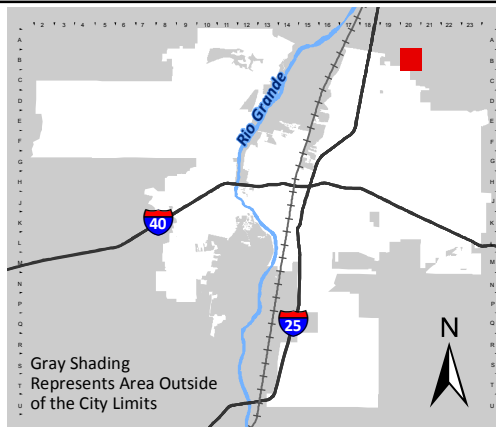 2 3 4 5 6 7 8 9 10 11 12 13 14 15 16 17 18 19 20 21 22 23
A A
B B
C C
D D
E E
F F
G G
H H
J J
K K
L L
M M
N N
P P
Q Q
R R
S S
T T
U U
Rio Grande
40
25
N
Gray Shading
Represents Area Outside
of the City Limits